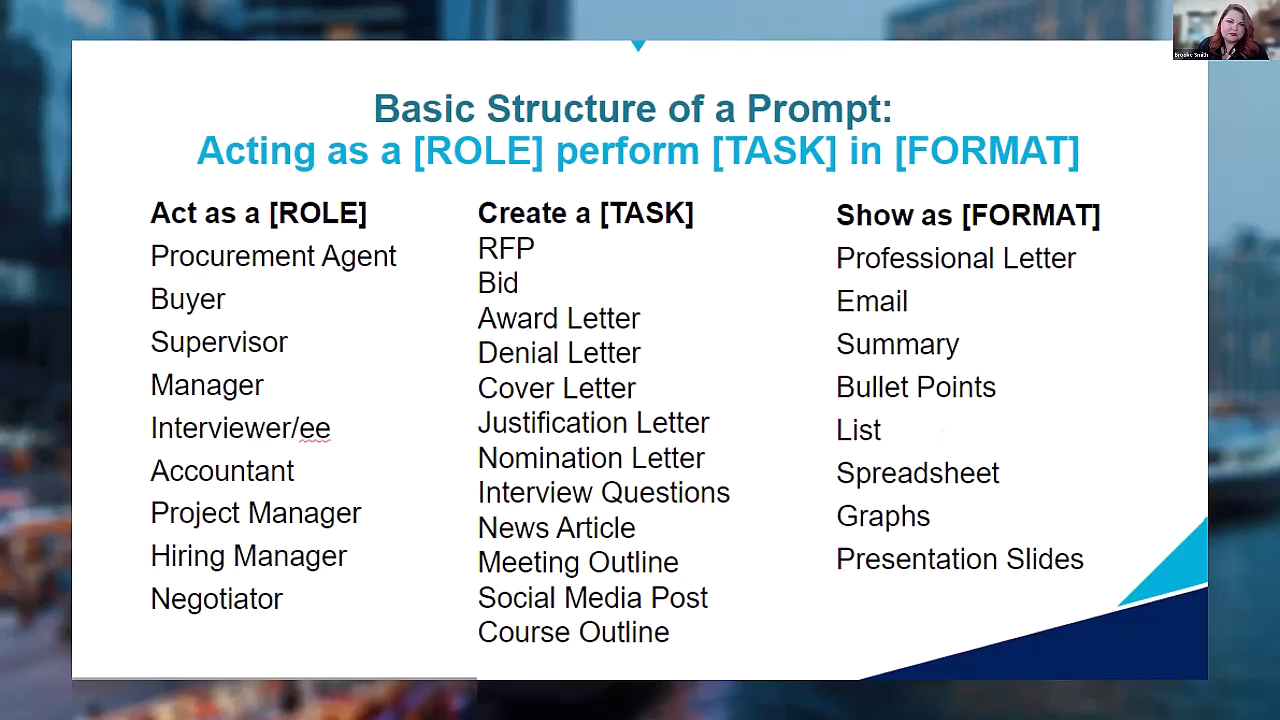 Brooke Smith
Basic Structure of a Prompt:
Acting as a [ROLE] perform [TASK] in [FORMAT]
Act as a [ROLE]
Procurement Agent
Buyer
Supervisor
Manager
Interviewer/ee
Accountant
Project Manager
Hiring Manager
Negotiator
Create a [TASK]
RFP
Bid
Award Letter
Denial Letter
Cover Letter
Justification Letter
Nomination Letter
Interview Questions
News Article
Meeting Outline
Social Media Post
Course Outline
Show as [FORMAT]
Professional Letter
Email
Summary
Bullet Points
List
Spreadsheet
Graphs
Presentation Slides